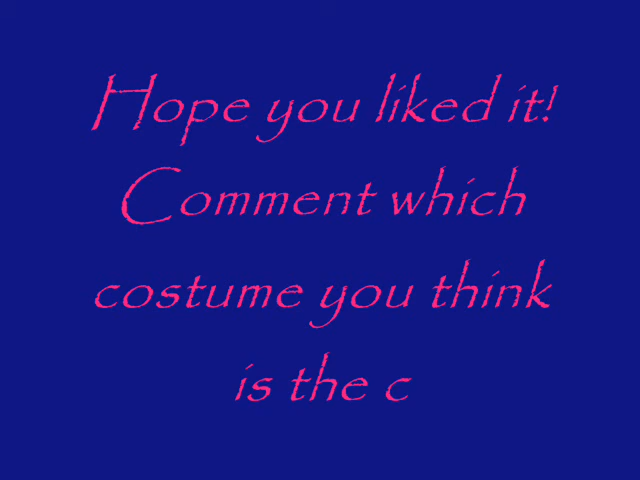 Hope you liked it!
Comment which
costume you think
is the c